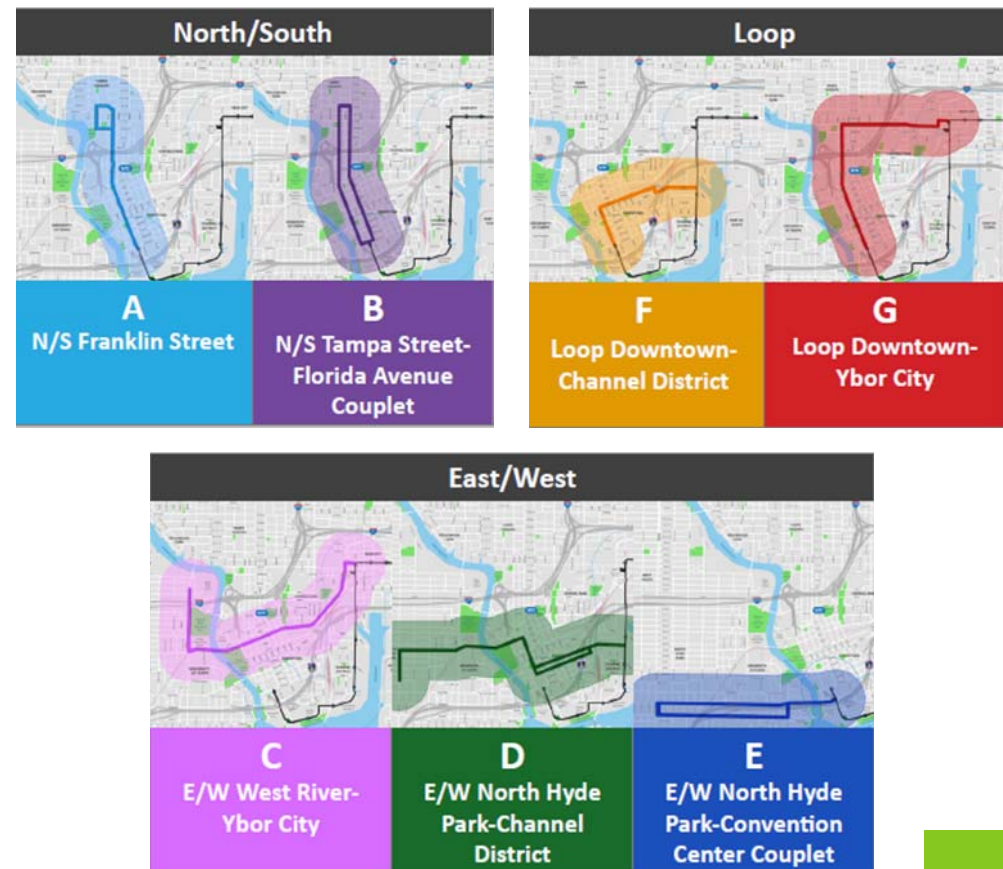 North/South
A
N/S Franklin Street
B
N/S Tampa Street-
Florida Avenue
Couplet
Loop
F
Loop Downtown-
Channel District
G
Loop Downtown-
Ybor City
East/West
C
E/W West River-
Ybor City
D
E/W North Hyde
Park-Channel
District
E
E/W North Hyde
Park-Convention
Center Couplet